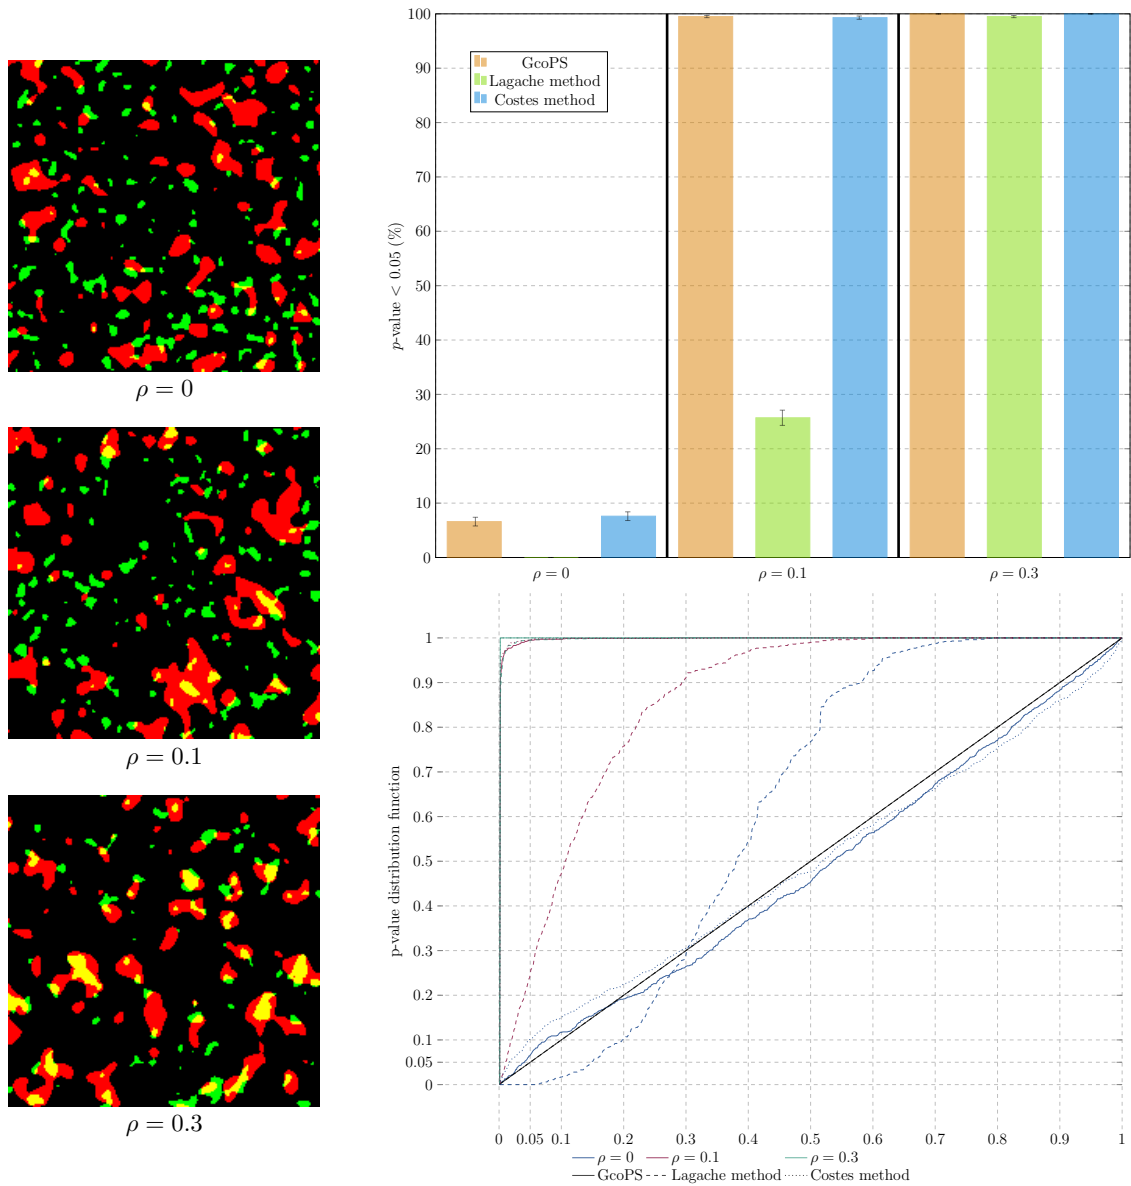 ρ = 0
ρ = 0.1
ρ = 0.3
100
90
80
70
60
50
40
30
20
10
0
p-value < 0.05 (%)
GcoPS
Lagache method
Costes method
ρ = 0
ρ = 0.1
ρ = 0.3
1
0.9
0.8
0.7
0.6
0.5
0.4
0.3
0.2
0.1
0.05
0
p-value distribution function
0 0.05 0.1 0.2 0.3 0.4 0.5 0.6 0.7 0.8 0.9 1
ρ = 0 ρ = 0.1 ρ = 0.3
GcoPS Lagache method Costes method